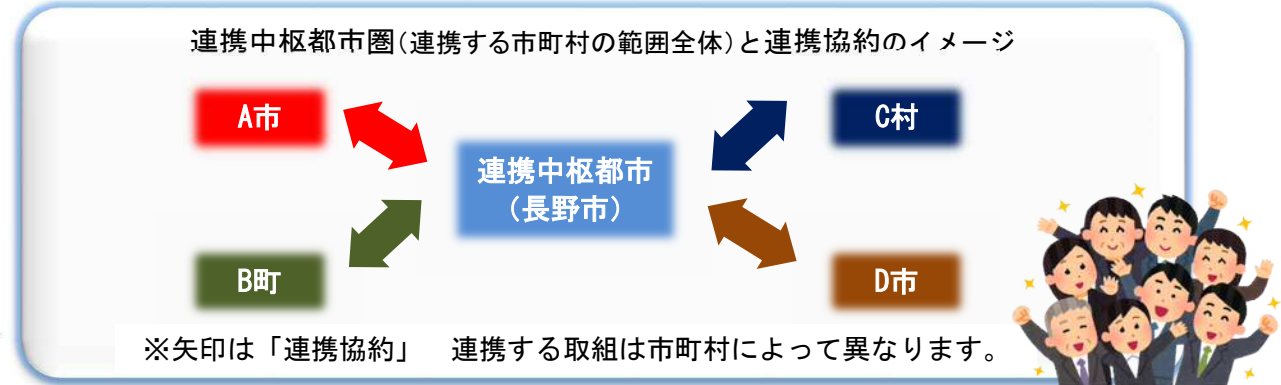 連携中枢都市圏(連携する市町村の範囲全体)と連携協約のイメージ
A市
C村
連携中枢都市
(長野市)
B町
D市
※矢印は「連携協約」　連携する取組は市町村によって異なります。